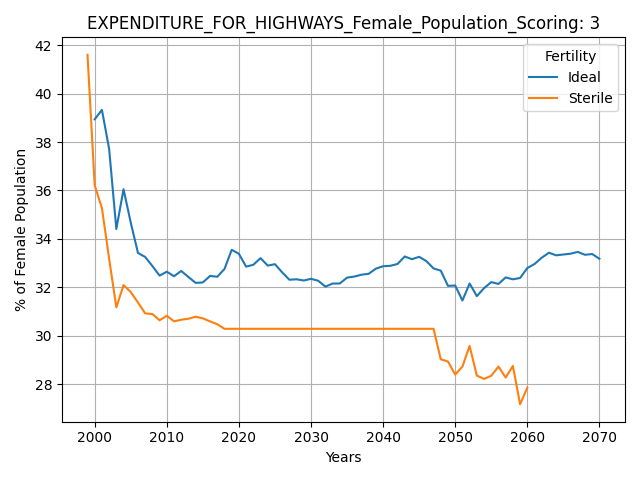 EXPENDITURE_FOR_HIGHWAYS_Female_Population_Scoring: 3
Fertility
Ideal
Sterile
% of Female Population
42
40
38
36
34
32
30
28
2000 2010 2020 2030 2040 2050 2060 2070
Years